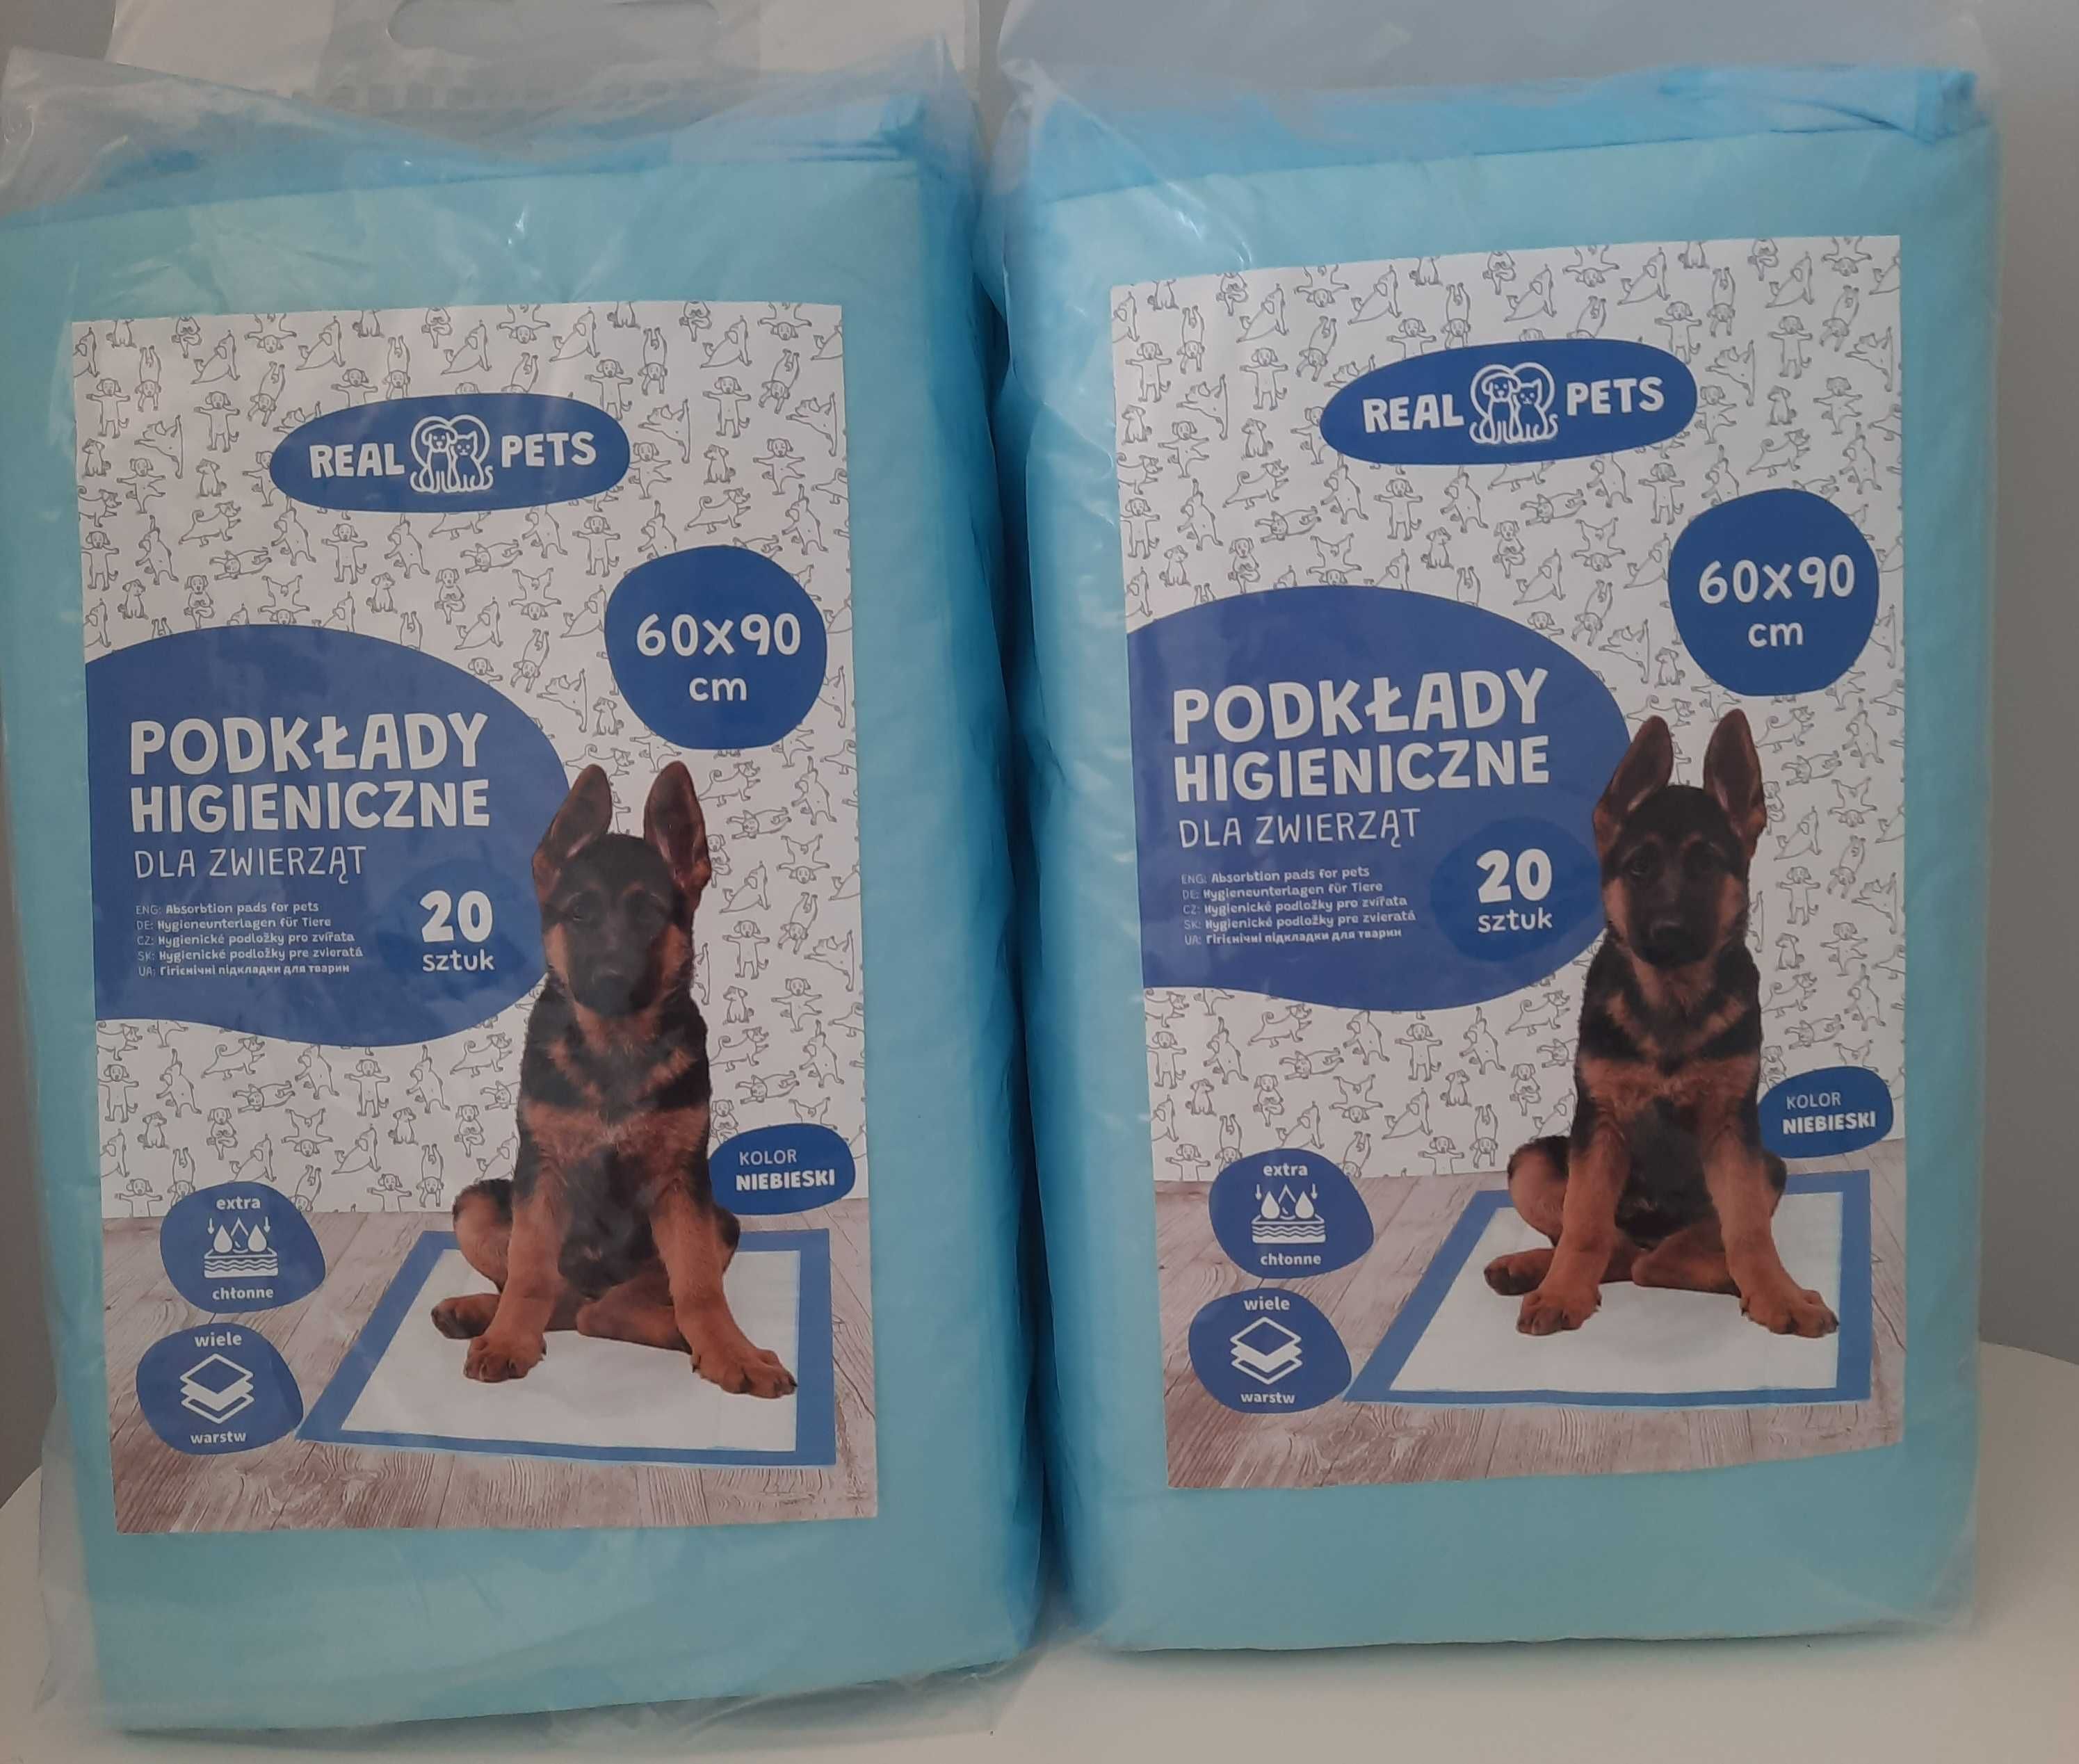 REAL PETS
60x90
cm
PODKŁADY
HIGIENICZNE
DLA ZWIERZĄT
ENG: Absorbtion pads for pets
DE: Hygieneunterlagen für Tiere
CZ: Hygienické podložky pro zvířata
SK: Hygienické podložky pre zvieratá
UA: Гігієнічні підкладки для тварин
20
sztuk
KOLOR
NIEBIESKI
extra
chłonne
wiele
warstw
REAL PETS
60x90
cm
PODKŁADY
HIGIENICZNE
DLA ZWIERZĄT
ENG: Absorbtion pads for pets
DE: Hygieneunterlagen für Tiere
CZ: Hygienické podložky pro zvířata
SK: Hygienické podložky pre zvieratá
UA: Гігієнічні підкладки для тварин
20
sztuk
KOLOR
NIEBIESKI
extra
chłonne
wiele
warstw